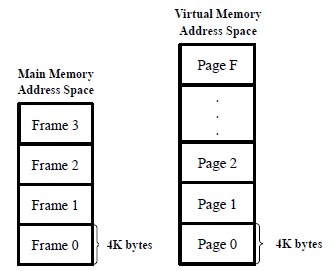 Virtual Memory
Address Space
Page F
.
.
.
Page 2
Page 1
Page 0
4K bytes
Main Memory
Address Space
Frame 3
Frame 2
Frame 1
Frame 0
4K bytes